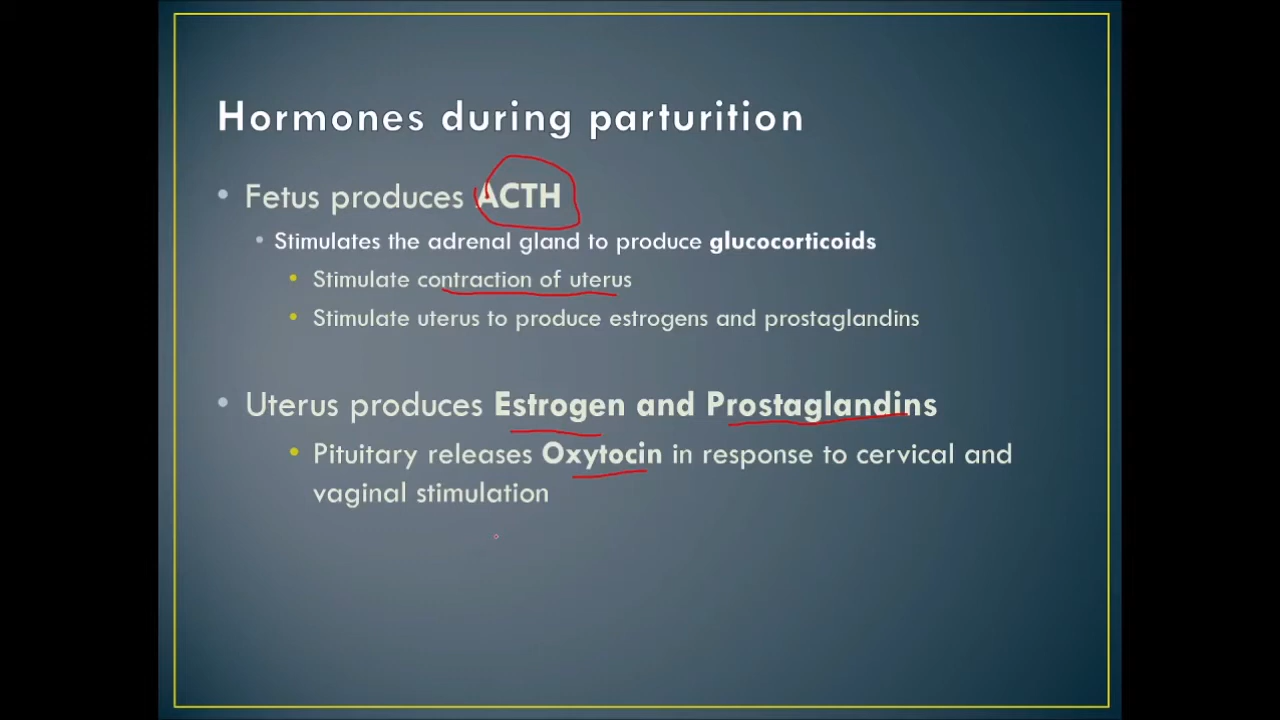 Hormones during parturition
• Fetus produces ACTH
• Stimulates the adrenal gland to produce glucocorticoids
• Stimulate contraction of uterus
• Stimulate uterus to produce estrogens and prostaglandins
• Uterus produces Estrogen and Prostaglandins
• Pituitary releases Oxytocin in response to cervical and
vaginal stimulation